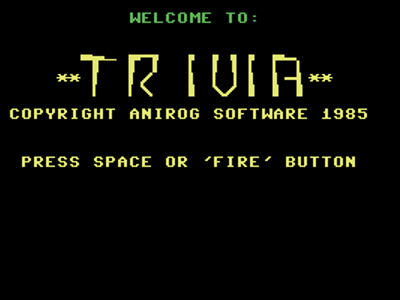 WELCOME TO:
**TRIVIA**
COPYRIGHT ANIROG SOFTWARE 1985
PRESS SPACE OR 'FIRE' BUTTON